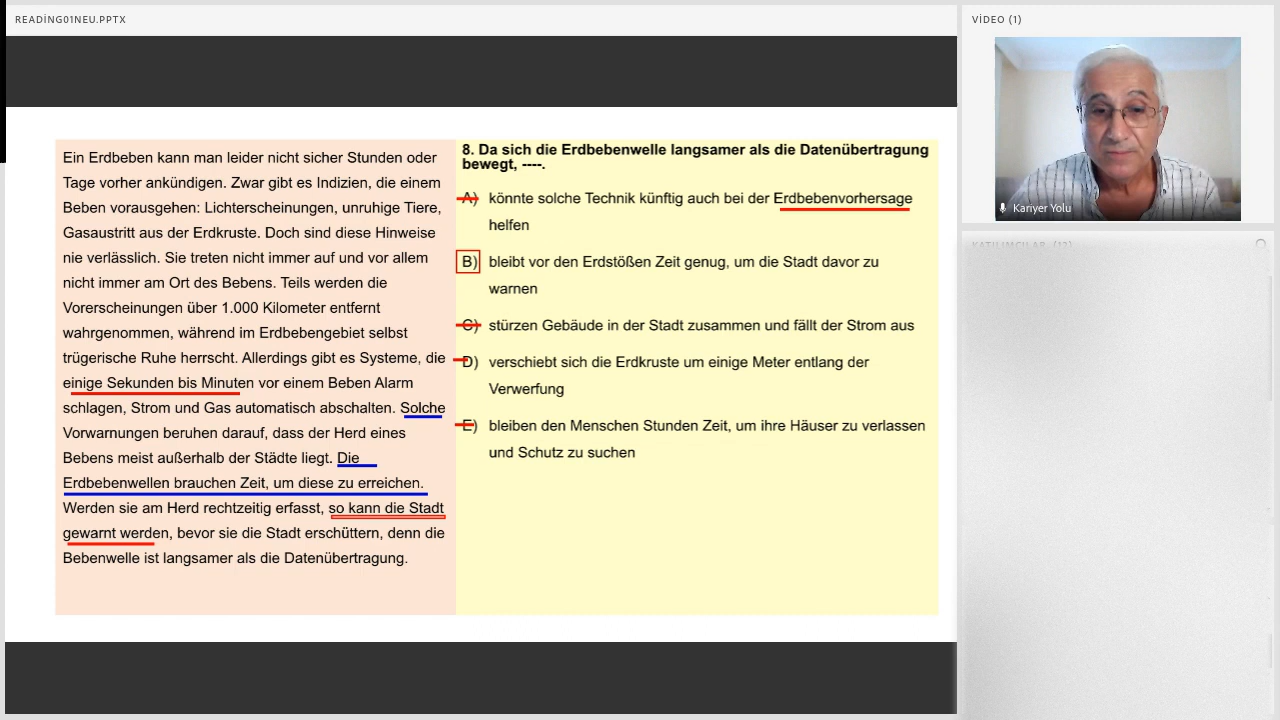 READİNG01NEU.PPTX
VİDEO (1)
Kariyer Yolu
KATILIMCILAR (12)
Ein Erdbeben kann man leider nicht sicher Stunden oder
Tage vorher ankündigen. Zwar gibt es Indizien, die einem
Beben vorausgehen: Lichterscheinungen, unruhige Tiere,
Gasaustritt aus der Erdkruste. Doch sind diese Hinweise
nie verlässlich. Sie treten nicht immer auf und vor allem
nicht immer am Ort des Bebens. Teils werden die
Vorerscheinungen über 1.000 Kilometer entfernt
wahrgenommen, während im Erdbebengebiet selbst
trügerische Ruhe herrscht. Allerdings gibt es Systeme, die
einige Sekunden bis Minuten vor einem Beben Alarm
schlagen, Strom und Gas automatisch abschalten. Solche
Vorwarnungen beruhen darauf, dass der Herd eines
Bebens meist außerhalb der Städte liegt. Die
Erdbebenwellen brauchen Zeit, um diese zu erreichen.
Werden sie am Herd rechtzeitig erfasst, so kann die Stadt
gewarnt werden, bevor sie die Stadt erschüttern, denn die
Bebenwelle ist langsamer als die Datenübertragung.
8. Da sich die Erdbebenwelle langsamer als die Datenübertragung
bewegt, ----.
A) könnte solche Technik künftig auch bei der Erdbebenvorhersage
helfen
B) bleibt vor den Erdstößen Zeit genug, um die Stadt davor zu
warnen
C) stürzen Gebäude in der Stadt zusammen und fällt der Strom aus
D) verschiebt sich die Erdkruste um einige Meter entlang der
Verwerfung
E) bleiben den Menschen Stunden Zeit, um ihre Häuser zu verlassen
und Schutz zu suchen